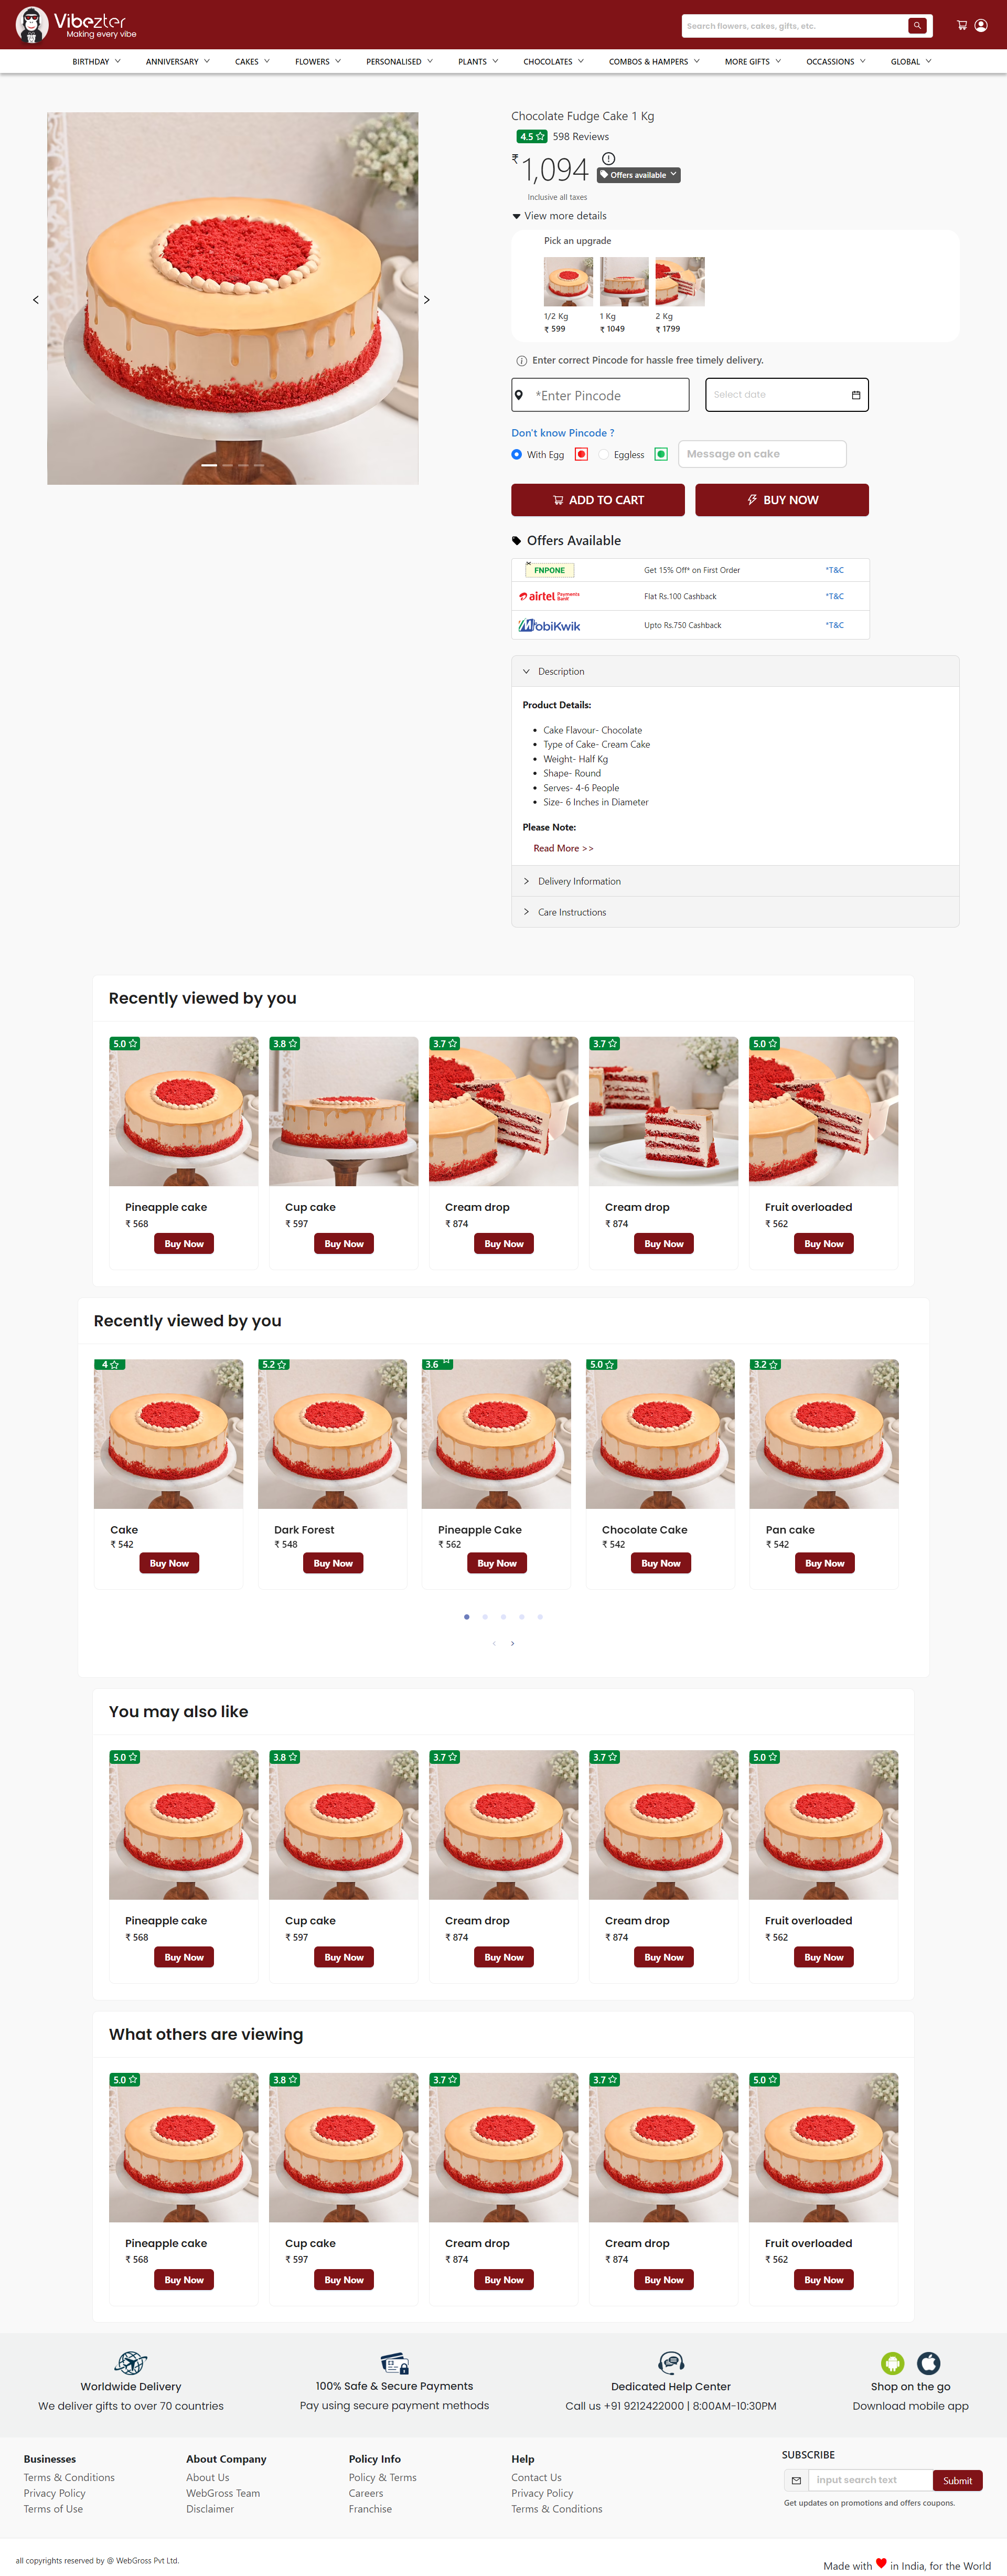 Vibezter
Making every vibe
Search flowers, cakes, gifts, etc.
BIRTHDAY ANNIVERSARY CAKES FLOWERS PERSONALISED PLANTS CHOCOLATES COMBOS & HAMPERS MORE GIFTS OCCASSIONS GLOBAL
Chocolate Fudge Cake 1 Kg
4.5 598 Reviews
₹ 1,094
Offers available
Inclusive all taxes
View more details
Pick an upgrade
1/2 Kg 1 Kg 2 Kg
₹ 599 ₹ 1049 ₹ 1799
Enter correct Pincode for hassle free timely delivery.
*Enter Pincode Select date
Don't know Pincode ?
With Egg Eggless Message on cake
ADD TO CART BUY NOW
Offers Available
FNPONE Get 15% Off* on First Order *T&C
airtel Payments Bank Flat Rs.100 Cashback *T&C
MobiKwik Upto Rs.750 Cashback *T&C
Description
Product Details:
Cake Flavour- Chocolate
Type of Cake- Cream Cake
Weight- Half Kg
Shape- Round
Serves- 4-6 People
Size- 6 Inches in Diameter
Please Note:
Read More >>
Delivery Information
Care Instructions
Recently viewed by you
5.0 3.8 3.7 3.7 5.0
Pineapple cake Cup cake Cream drop Cream drop Fruit overloaded
₹ 568 ₹ 597 ₹ 874 ₹ 874 ₹ 562
Buy Now Buy Now Buy Now Buy Now Buy Now
Recently viewed by you
4 5.2 3.6 5.0 3.2
Cake Dark Forest Pineapple Cake Chocolate Cake Pan cake
₹ 542 ₹ 548 ₹ 562 ₹ 542 ₹ 542
Buy Now Buy Now Buy Now Buy Now Buy Now
You may also like
5.0 3.8 3.7 3.7 5.0
Pineapple cake Cup cake Cream drop Cream drop Fruit overloaded
₹ 568 ₹ 597 ₹ 874 ₹ 874 ₹ 562
Buy Now Buy Now Buy Now Buy Now Buy Now
What others are viewing
5.0 3.8 3.7 3.7 5.0
Pineapple cake Cup cake Cream drop Cream drop Fruit overloaded
₹ 568 ₹ 597 ₹ 874 ₹ 874 ₹ 562
Buy Now Buy Now Buy Now Buy Now Buy Now
Worldwide Delivery 100% Safe & Secure Payments Dedicated Help Center Shop on the go
We deliver gifts to over 70 countries Pay using secure payment methods Call us +91 9212422000 | 8:00AM-10:30PM Download mobile app
Businesses About Company Policy Info Help SUBSCRIBE
Terms & Conditions About Us Policy & Terms Contact Us
Privacy Policy WebGross Team Careers Privacy Policy
Terms of Use Disclaimer Franchise Terms & Conditions
input search text Submit
Get updates on promotions and offers coupons.
all copyrights reserved by @ WebGross Pvt Ltd.
Made with ❤ in India, for the World